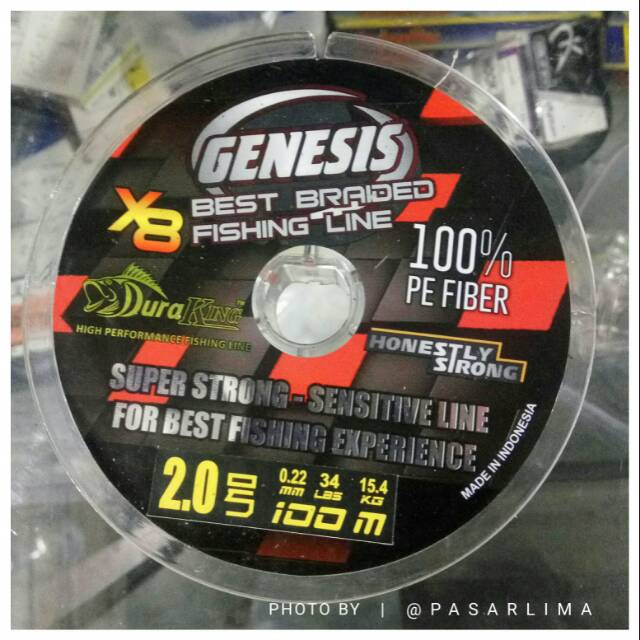 GENESIS
X8 BEST BRAIDED
FISHING LINE
100%
PE FIBER
DURAKING™
HIGH PERFORMANCE FISHING LINE
HONESTLY
STRONG
SUPER STRONG - SENSITIVE LINE
FOR BEST FISHING EXPERIENCE
MADE IN INDONESIA
2.0 UNO
0.22 MM 34 LBS 15.4 KG
100 M
PHOTO BY | @PASARLIMA